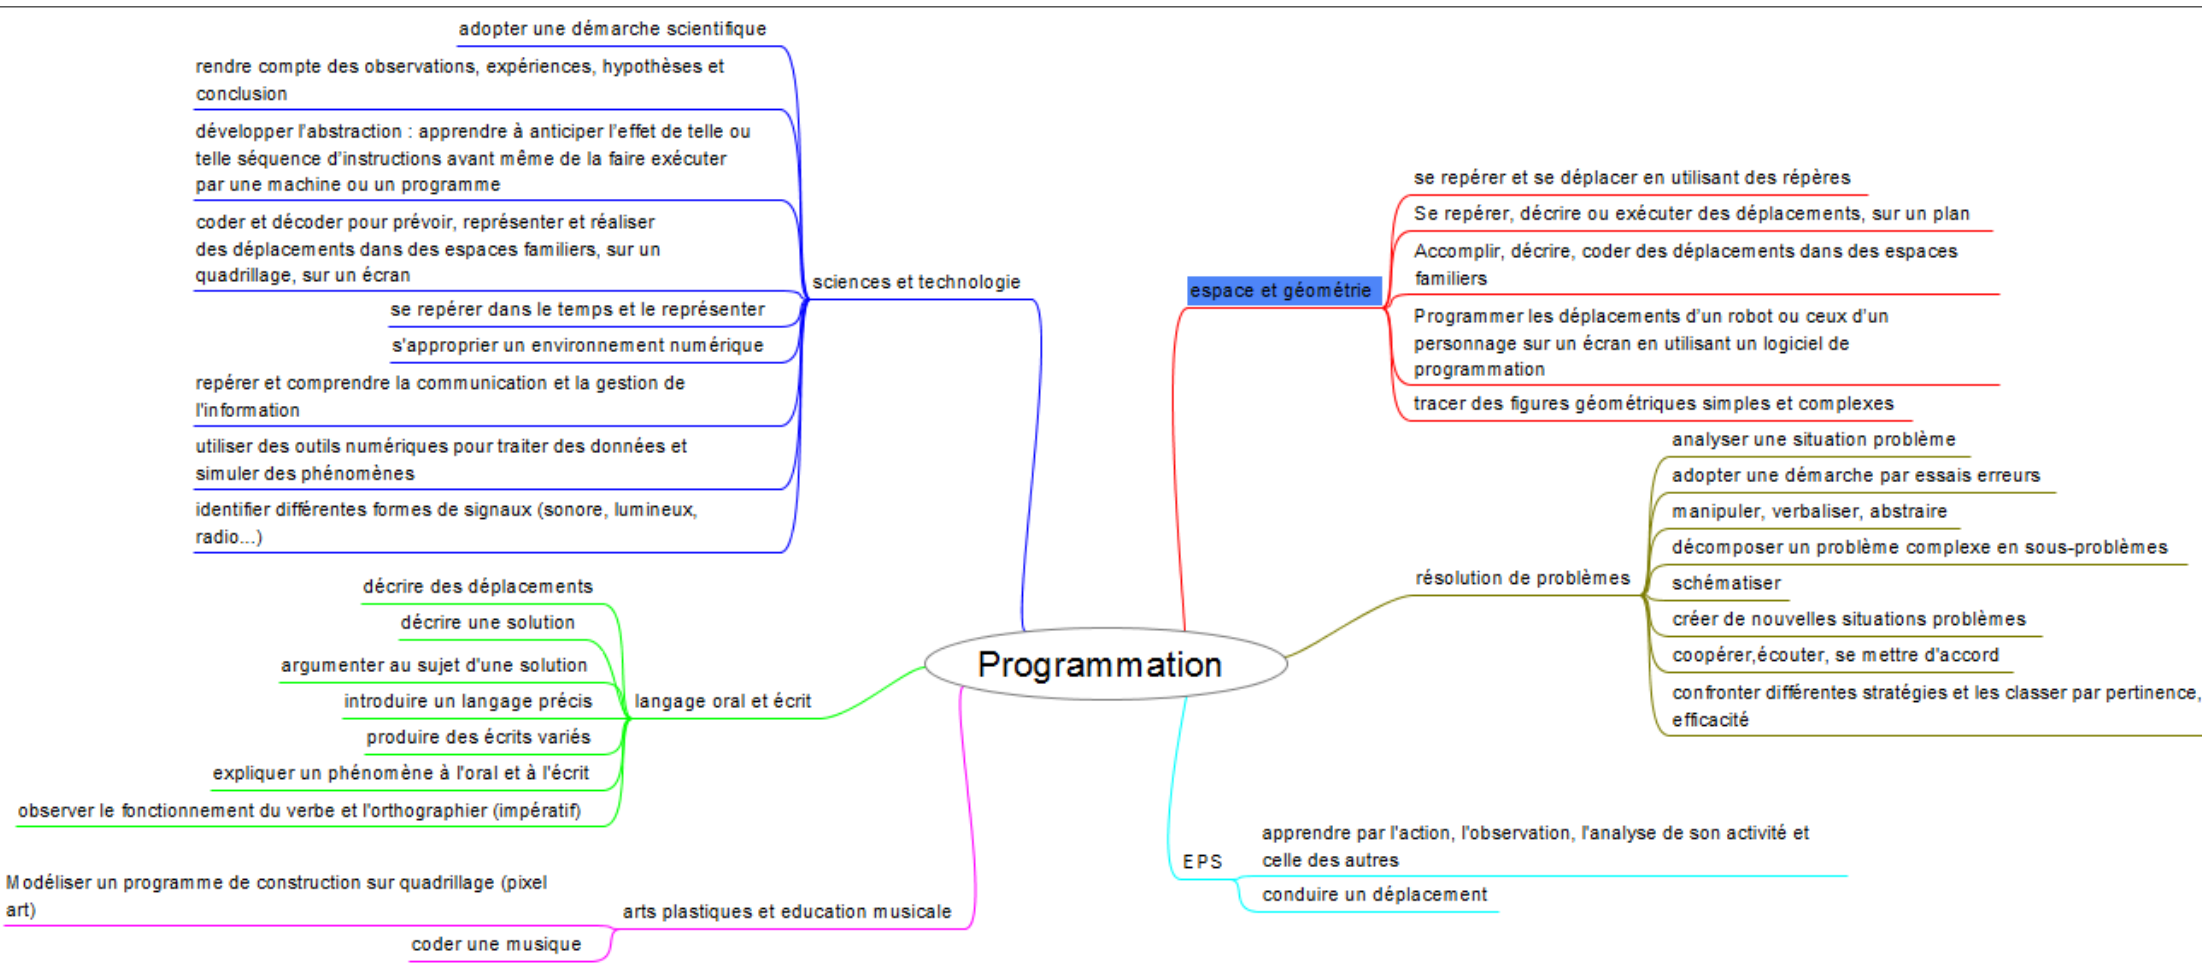 adopter une démarche scientifique
rendre compte des observations, expériences, hypothèses et
conclusion
développer l'abstraction : apprendre à anticiper l'effet de telle ou
telle séquence d'instructions avant même de la faire exécuter
par une machine ou un programme
coder et décoder pour prévoir, représenter et réaliser
des déplacements dans des espaces familiers, sur un
quadrillage, sur un écran
se repérer dans le temps et le représenter
s'approprier un environnement numérique
repérer et comprendre la communication et la gestion de
l'information
utiliser des outils numériques pour traiter des données et
simuler des phénomènes
identifier différentes formes de signaux (sonore, lumineux,
radio...)
sciences et technologie
décrire des déplacements
décrire une solution
argumenter au sujet d'une solution
introduire un langage précis
produire des écrits variés
expliquer un phénomène à l'oral et à l'écrit
observer le fonctionnement du verbe et l'orthographier (impératif)
langage oral et écrit
Modéliser un programme de construction sur quadrillage (pixel
art)
coder une musique
arts plastiques et education musicale
Programmation
espace et géométrie
se repérer et se déplacer en utilisant des répères
Se repérer, décrire ou exécuter des déplacements, sur un plan
Accomplir, décrire, coder des déplacements dans des espaces
familiers
Programmer les déplacements d'un robot ou ceux d'un
personnage sur un écran en utilisant un logiciel de
programmation
tracer des figures géométriques simples et complexes
résolution de problèmes
analyser une situation problème
adopter une démarche par essais erreurs
manipuler, verbaliser, abstraire
décomposer un problème complexe en sous-problèmes
schématiser
créer de nouvelles situations problèmes
coopérer,écouter, se mettre d'accord
confronter différentes stratégies et les classer par pertinence,
efficacité
EPS
apprendre par l'action, l'observation, l'analyse de son activité et
celle des autres
conduire un déplacement